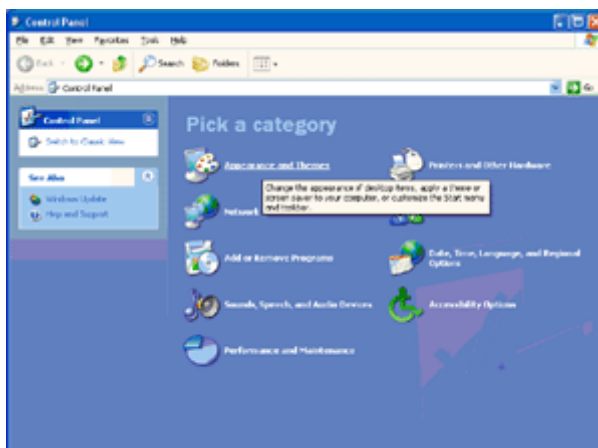 Control Panel
File Edit View Favorites Tools Help
Back Search Folders
Address Control Panel Go
Control Panel
Switch to Classic View
See Also
Windows Update
Help and Support
Pick a category
Appearance and Themes
Printers and Other Hardware
Change the appearance of desktop items, apply a theme or
screen saver to your computer, or customize the Start menu
and taskbar.
Network
Add or Remove Programs
Date, Time, Language, and Regional
Options
Sounds, Speech, and Audio Devices
Accessibility Options
Performance and Maintenance